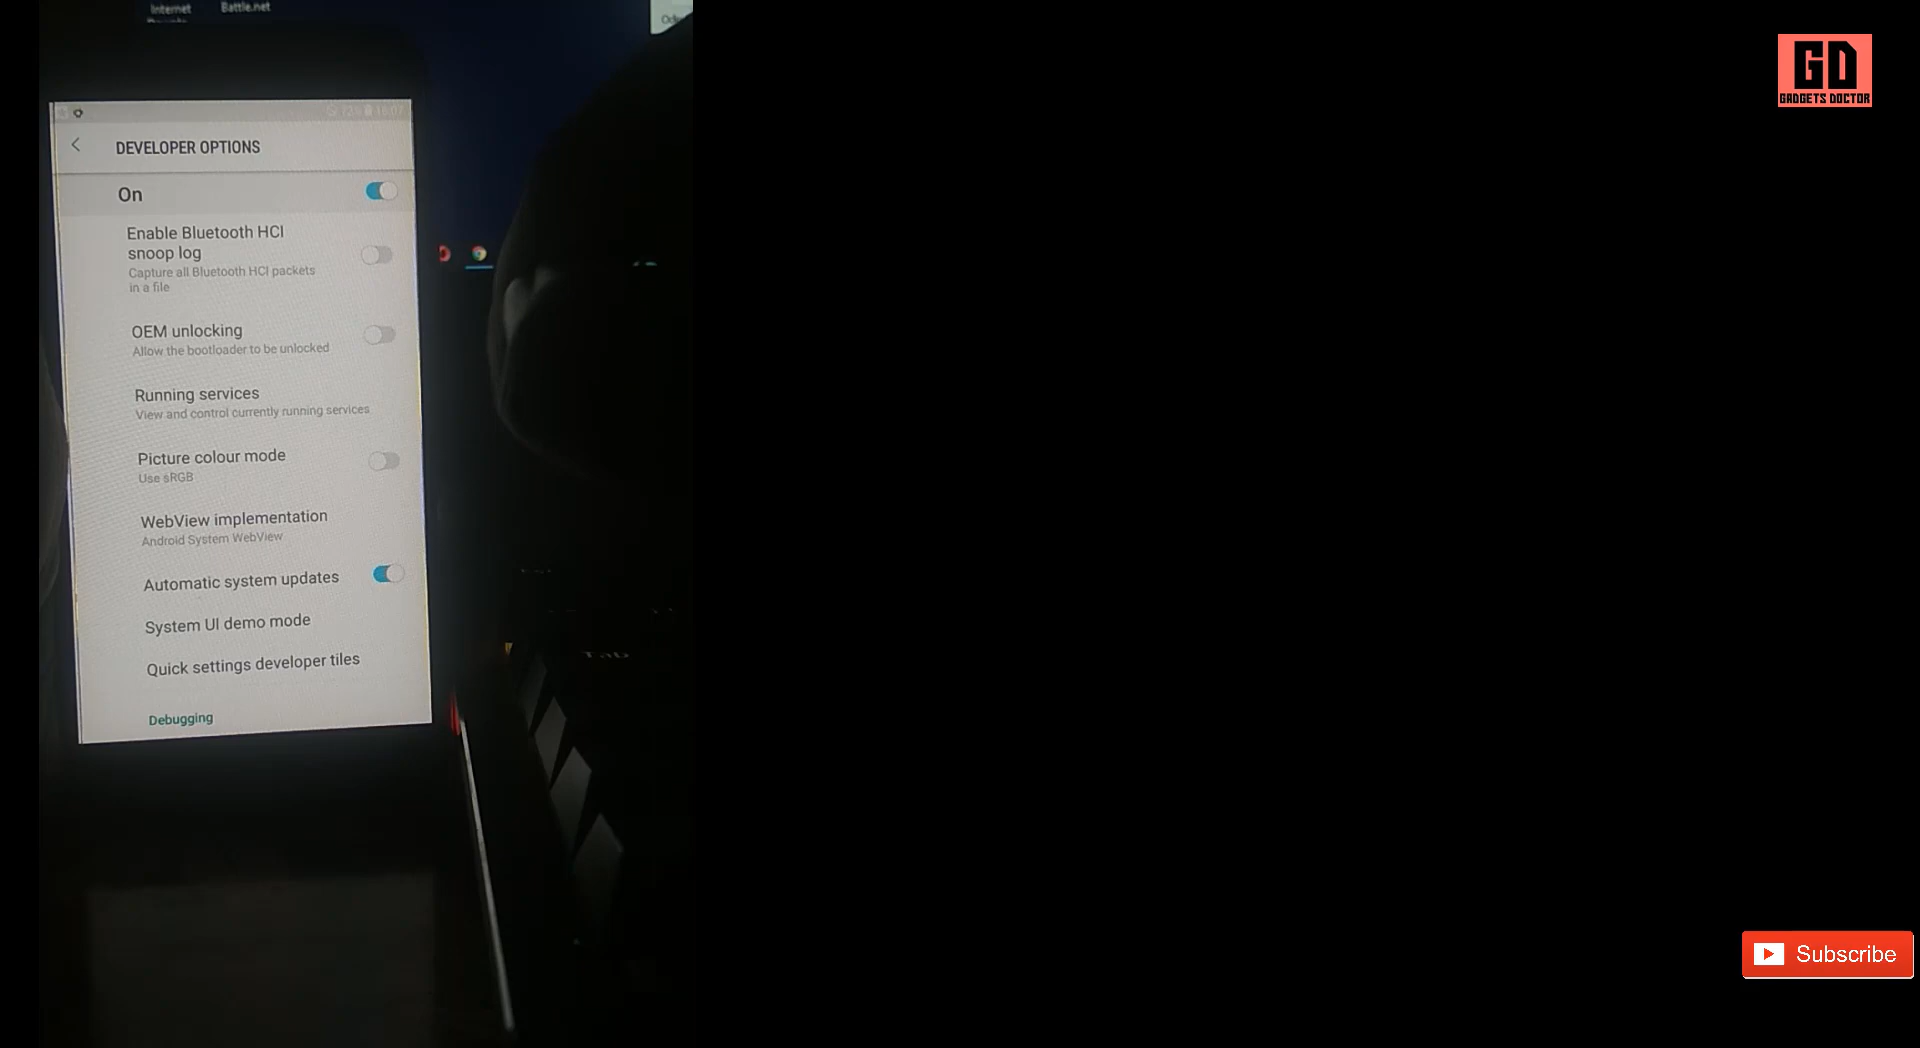 Internet
Battle.net
DEVELOPER OPTIONS
On
Enable Bluetooth HCI
snoop log
Capture all Bluetooth HCI packets
in a file
OEM unlocking
Allow the bootloader to be unlocked
Running services
View and control currently running services
Picture colour mode
Use sRGB
WebView implementation
Android System WebView
Automatic system updates
System UI demo mode
Quick settings developer tiles
Debugging
Tab
GD
GADGETS DOCTOR
Subscribe